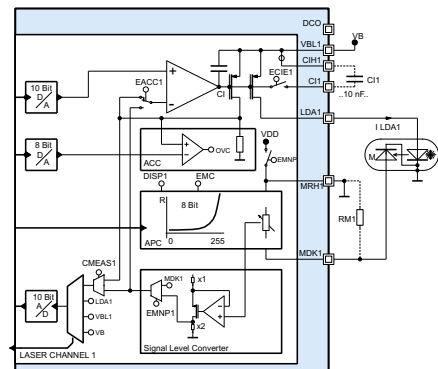 DCO
VB
VBL1
CIH1
EACC1
ECIE1
10 Bit
D
A
CI
CI1
CI1
..10 nF..
LDA1
I LDA1
8 Bit
D
A
VDD
OVC
EMNP
ACC
DISP1
EMC
M
MRH1
R
8 Bit
RM1
APC
0
255
MDK1
CMEAS1
MDK1
x1
10 Bit
A
D
LDA1
EMNP1
VBL1
x2
VB
LASER CHANNEL 1
Signal Level Converter